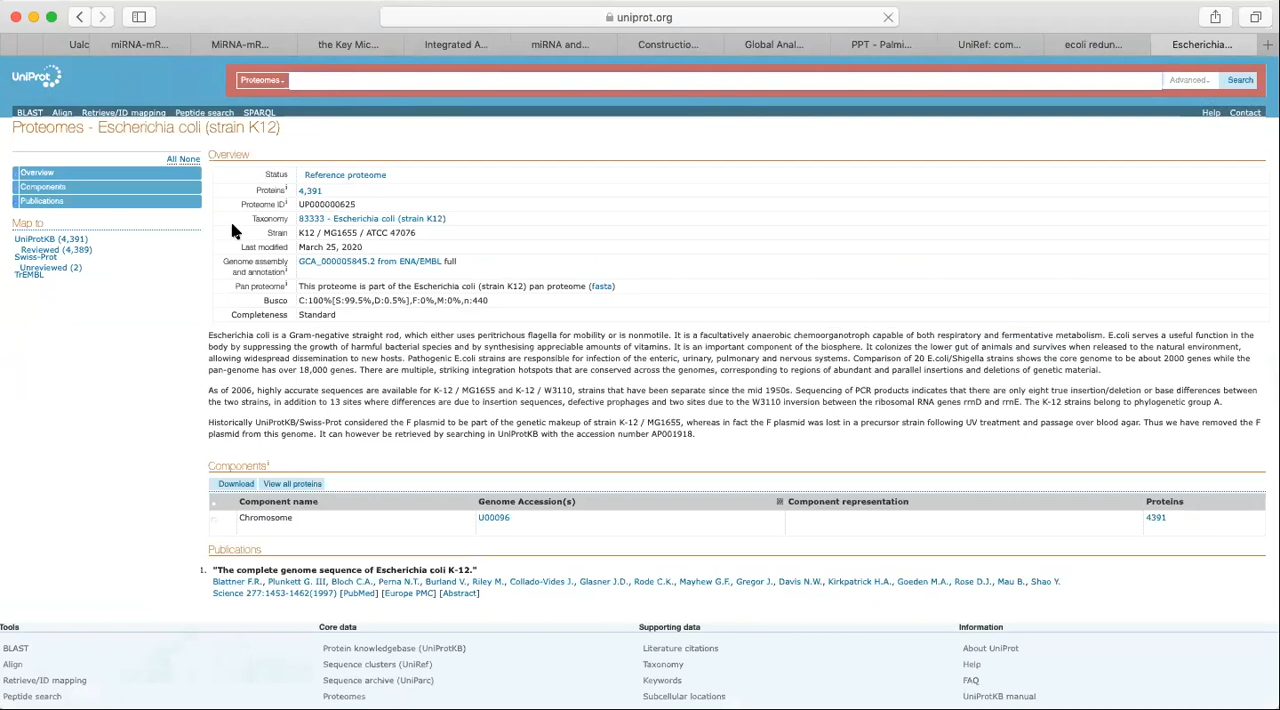 uniprot.org
Ualc
miRNA-mR...
MiRNA-mR...
the Key Mic...
Integrated A...
miRNA and...
Constructio...
Global Anal...
PPT - Palmi...
UniRef: com...
ecoli redun...
Escherichia...
UniProt
Proteomes
Advanced
Search
BLAST Align Retrieve/ID mapping Peptide search SPARQL
Help Contact
Proteomes - Escherichia coli (strain K12)
All None
Overview
Components
Publications
Map to
UniProtKB (4,391)
Reviewed (4,389)
Swiss-Prot
Unreviewed (2)
TrEMBL
Overview
Status Reference proteome
Proteins i 4,391
Proteome ID i UP000000625
Taxonomy 83333 - Escherichia coli (strain K12)
Strain K12 / MG1655 / ATCC 47076
Last modified March 25, 2020
Genome assembly and annotation i GCA_000005845.2 from ENA/EMBL full
Pan proteome i This proteome is part of the Escherichia coli (strain K12) pan proteome (fasta)
Busco C:100%[S:99.5%,D:0.5%],F:0%,M:0%,n:440
Completeness Standard
Escherichia coli is a Gram-negative straight rod, which either uses peritrichous flagella for mobility or is nonmotile. It is a facultatively anaerobic chemoorganotroph capable of both respiratory and fermentative metabolism. E.coli serves a useful function in the
body by suppressing the growth of harmful bacterial species and by synthesising appreciable amounts of vitamins. It is an important component of the biosphere. It colonizes the lower gut of animals and survives when released to the natural environment,
allowing widespread dissemination to new hosts. Pathogenic E.coli strains are responsible for infection of the enteric, urinary, pulmonary and nervous systems. Comparison of 20 E.coli/Shigella strains shows the core genome to be about 2000 genes while the
pan-genome has over 18,000 genes. There are multiple, striking integration hotspots that are conserved across the genomes, corresponding to regions of abundant and parallel insertions and deletions of genetic material.
As of 2006, highly accurate sequences are available for K-12 / MG1655 and K-12 / W3110, strains that have been separate since the mid 1950s. Sequencing of PCR products indicates that there are only eight true insertion/deletion or base differences between
the two strains, in addition to 13 sites where differences are due to insertion sequences, defective prophages and two sites due to the W3110 inversion between the ribosomal RNA genes rrnD and rrnE. The K-12 strains belong to phylogenetic group A.
Historically UniProtKB/Swiss-Prot considered the F plasmid to be part of the genetic makeup of strain K-12 / MG1655, whereas in fact the F plasmid was lost in a precursor strain following UV treatment and passage over blood agar. Thus we have removed the F
plasmid from this genome. It can however be retrieved by searching in UniProtKB with the accession number AP001918.
Components i
Download View all proteins
Component name Genome Accession(s) Component representation Proteins
Chromosome U00096 4391
Publications
1. "The complete genome sequence of Escherichia coli K-12."
Blattner F.R., Plunkett G. III, Bloch C.A., Perna N.T., Burland V., Riley M., Collado-Vides J., Glasner J.D., Rode C.K., Mayhew G.F., Gregor J., Davis N.W., Kirkpatrick H.A., Goeden M.A., Rose D.J., Mau B., Shao Y.
Science 277:1453-1462(1997) [PubMed] [Europe PMC] [Abstract]
Tools Core data Supporting data Information
BLAST Protein knowledgebase (UniProtKB) Literature citations About UniProt
Align Sequence clusters (UniRef) Taxonomy Help
Retrieve/ID mapping Sequence archive (UniParc) Keywords FAQ
Peptide search Proteomes Subcellular locations UniProtKB manual